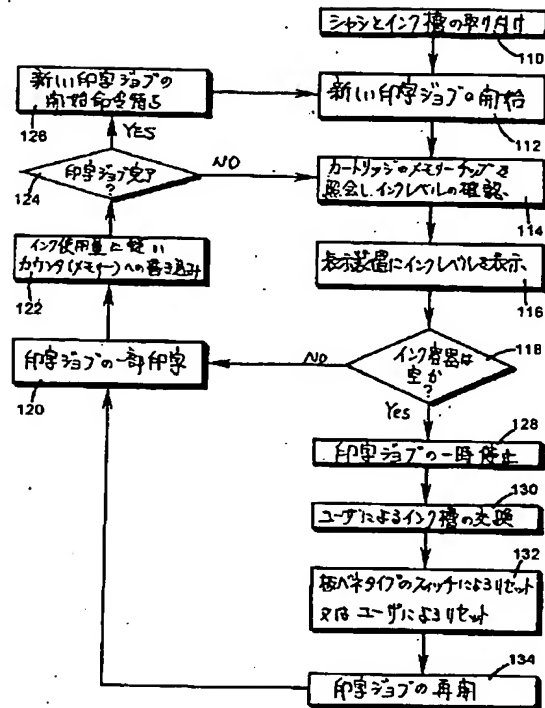 シャシとインク槽の取り付け
110
新しい印字ジョブの
開始命令待ち
126
新しい印字ジョブの開始
112
YES
印字ジョブ完了
?
124
NO
カートリッジのメモリーチップを
照会し、インクレベルの確認、
114
インク使用量に従い
カウンタ(メモリー)への書き込み
122
表示装置にインクレベルを表示、
116
インク容器は
空か
?
118
No
印字ジョブの一部印字
120
Yes
128
印字ジョブの一時停止
130
ユーザによるインク槽の交換
132
板バネタイプのスイッチによるリセット
又はユーザによるリセット
134
印字ジョブの再開